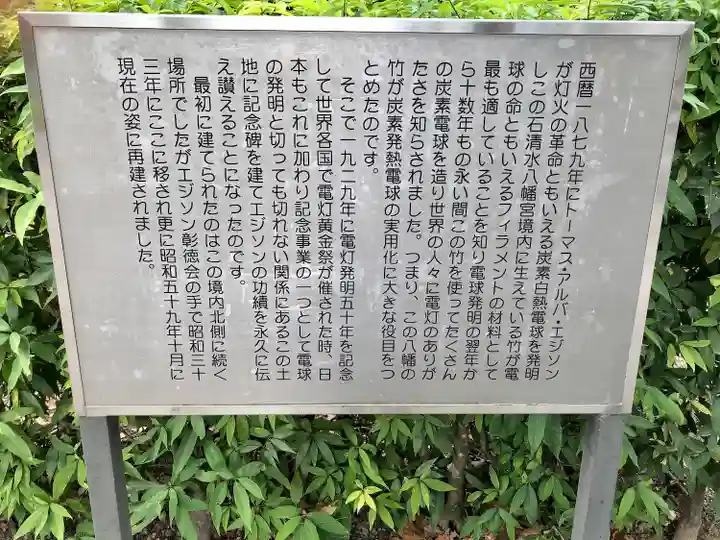 西暦一八七九年にトーマス・アルバ・エジソン
が灯火の革命ともいえる炭素白熱電球を発明
しこの石清水八幡宮境内に生えている竹が電
球の命ともいえるフィラメントの材料として
最も適していることを知り電球発明の翌年か
ら十数年もの永い間この竹を使ってたくさん
の炭素電球を造り世界の人々に電灯のありが
たさを知らされました。つまり、この八幡の
竹が炭素発熱電球の実用化に大きな役目をつ
とめたのです。
そこで一九二九年に電灯発明五十年を記念
して世界各国で電灯黄金祭が催された時、日
本もこれに加わり記念事業の一つとして電球
の発明と切っても切れない関係にあるこの土
地に記念碑を建てエジソンの功績を永久に伝
え讃えることになったのです。
最初に建てられたのはこの境内北側に続く
場所でしたがエジソン彰徳会の手で昭和三十
三年にここに移され更に昭和五十九年十月に
現在の姿に再建されました。